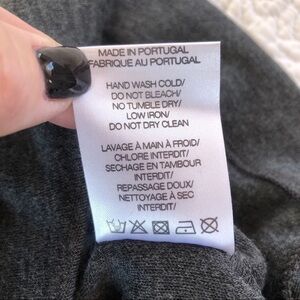 MADE IN PORTUGAL
FABRIQUE AU PORTUGAL
HAND WASH COLD/
DO NOT BLEACH/
NO TUMBLE DRY/
LOW IRON/
DO NOT DRY CLEAN
LAVAGE À MAIN À FROID/
CHLORE INTERDIT/
SECHAGE EN TAMBOUR
INTERDIT/
REPASSAGE DOUX/
NETTOYAGE À SEC
INTERDIT/